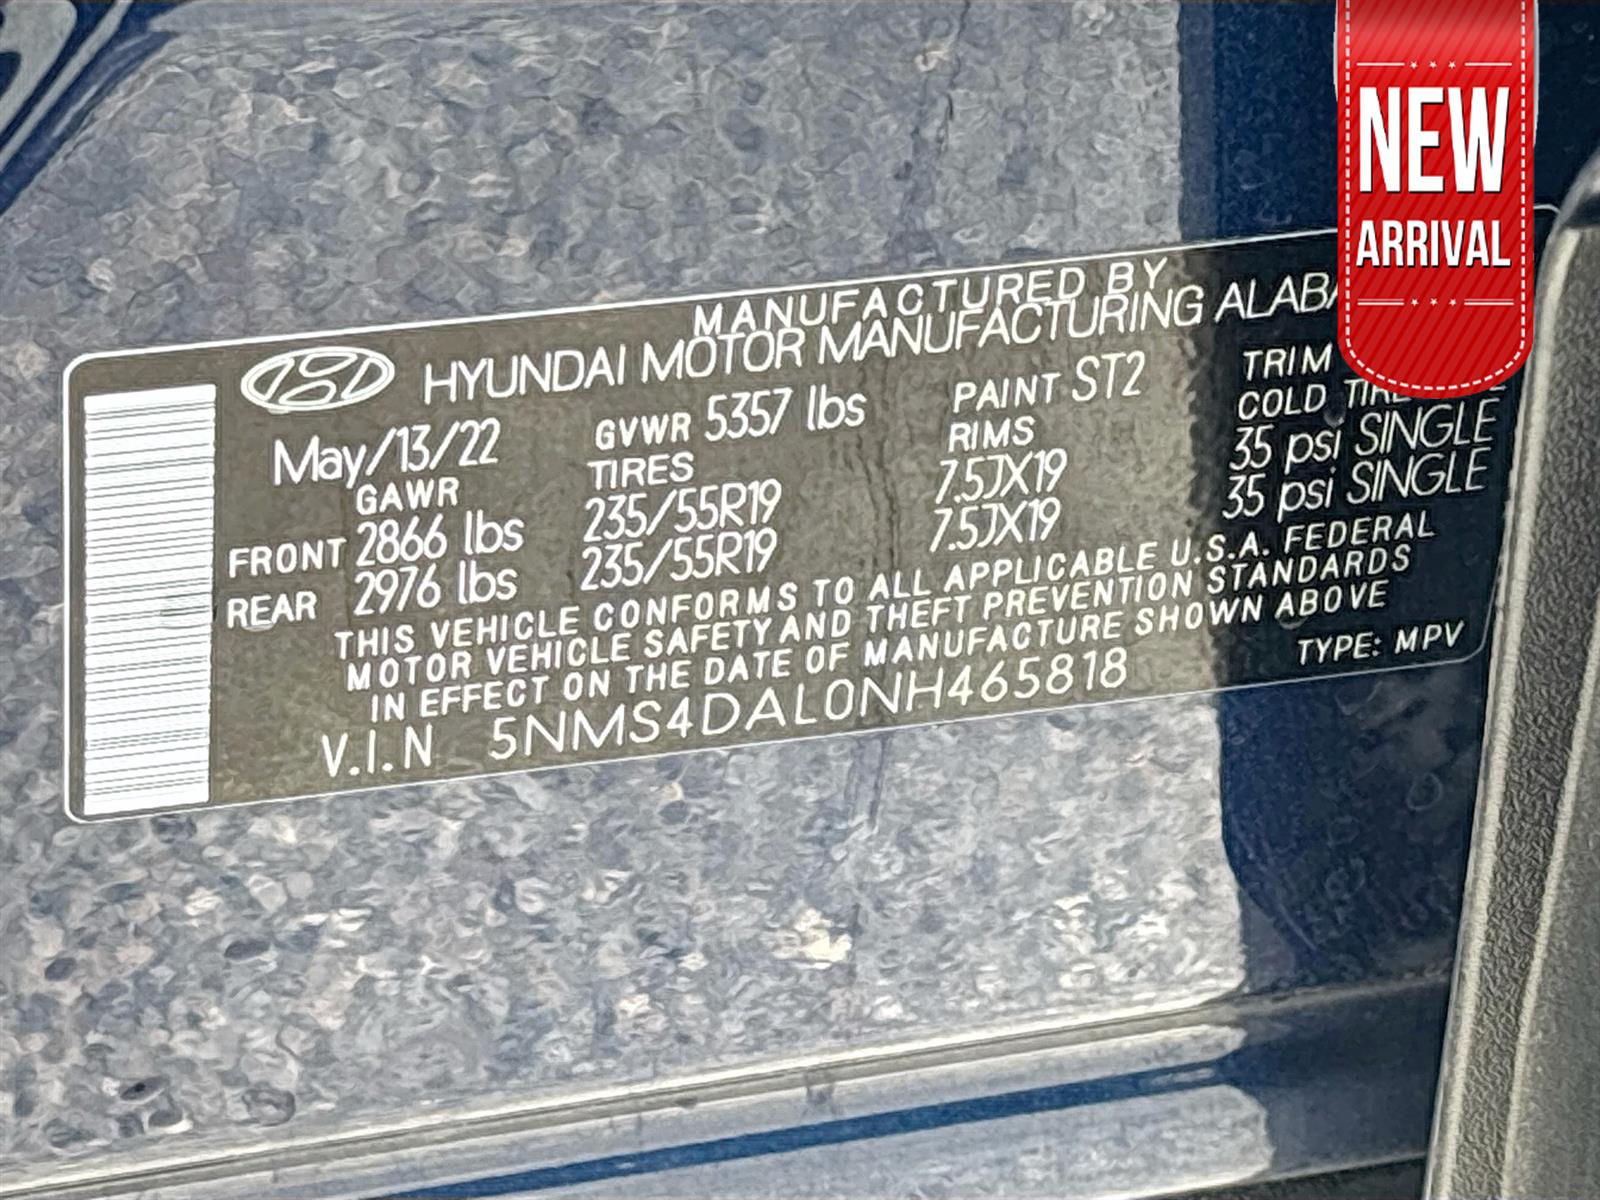 NEW
ARRIVAL
MANUFACTURED BY
HYUNDAI MOTOR MANUFACTURING
May/13/22 GVWR 5357 lbs PAINT ST2 TRIM
GAWR TIRES RIMS COLD
FRONT 2866 lbs 235/55R19 7.5JX19 35 psi SINGLE
REAR 2976 lbs 235/55R19 7.5JX19 35 psi SINGLE
THIS VEHICLE CONFORMS TO ALL APPLICABLE U.S.A. FEDERAL
MOTOR VEHICLE SAFETY AND THEFT PREVENTION STANDARDS
IN EFFECT ON THE DATE OF MANUFACTURE SHOWN ABOVE
V.I.N 5NMS4DAL0NH465818 TYPE: MPV